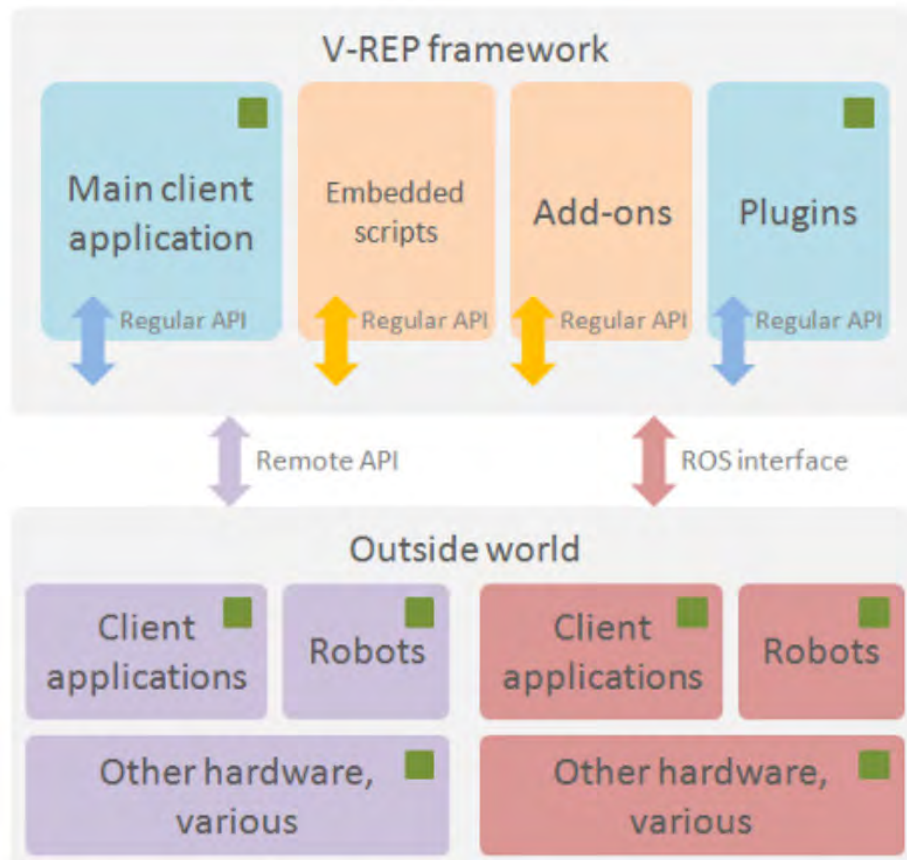 V-REP framework
Main client
application
Embedded
scripts
Add-ons
Plugins
Regular API
Regular API
Regular API
Regular API
Remote API
ROS interface
Outside world
Client
applications
Robots
Client
applications
Robots
Other hardware,
various
Other hardware,
various